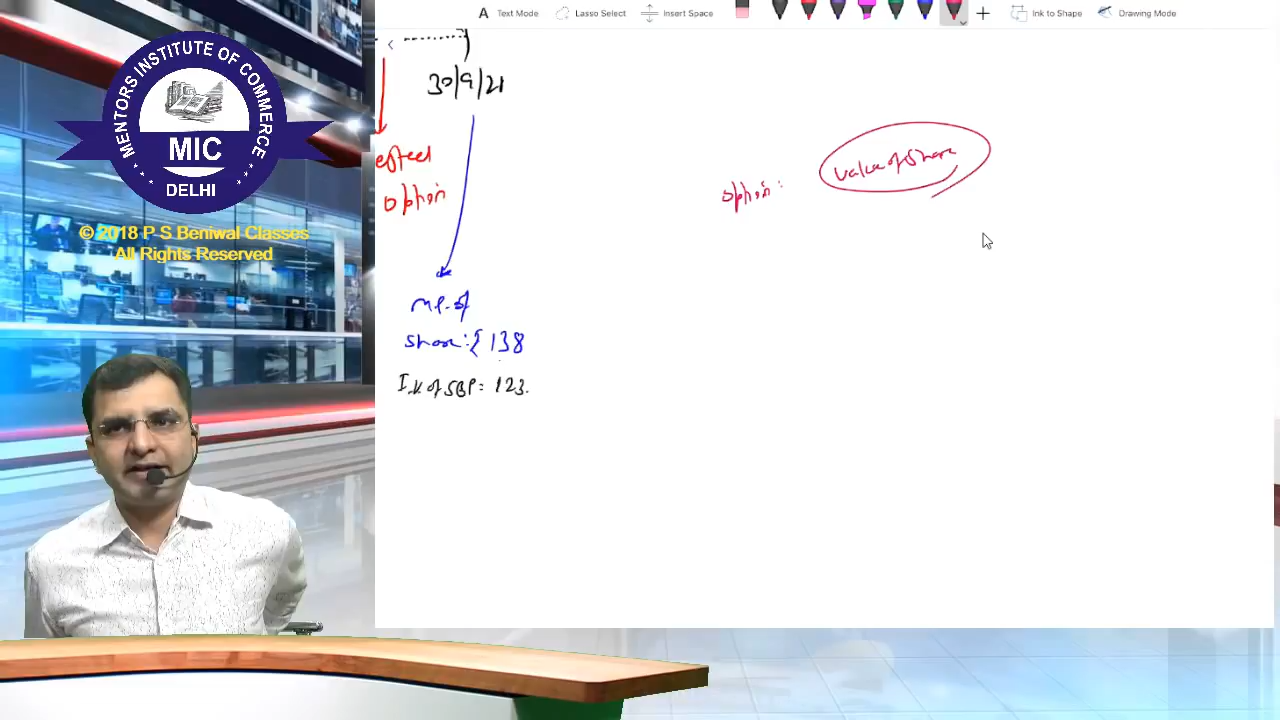 Text Mode
Lasso Select
Insert Space
Ink to Shape
Drawing Mode
MENTORS INSTITUTE OF COMMERCE
MIC
DELHI
© 2018 P S Beniwal Classes
All Rights Reserved
30/9/21
option
M.P. of
share: ₹ 138
I.V. of SBP = 123.
option:
value of share